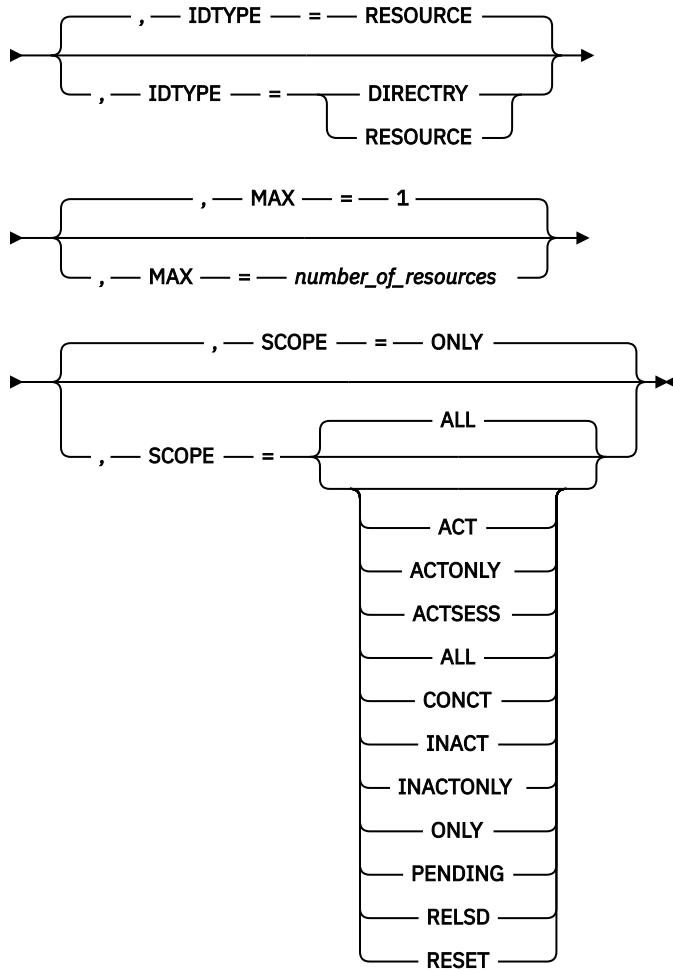 , IDTYPE = RESOURCE
, IDTYPE = DIRECTRY
RESOURCE
, MAX = 1
, MAX = number_of_resources
, SCOPE = ONLY
ALL
, SCOPE =
ACT
ACTONLY
ACTSESS
ALL
CONCT
INACT
INACTONLY
ONLY
PENDING
RELSD
RESET